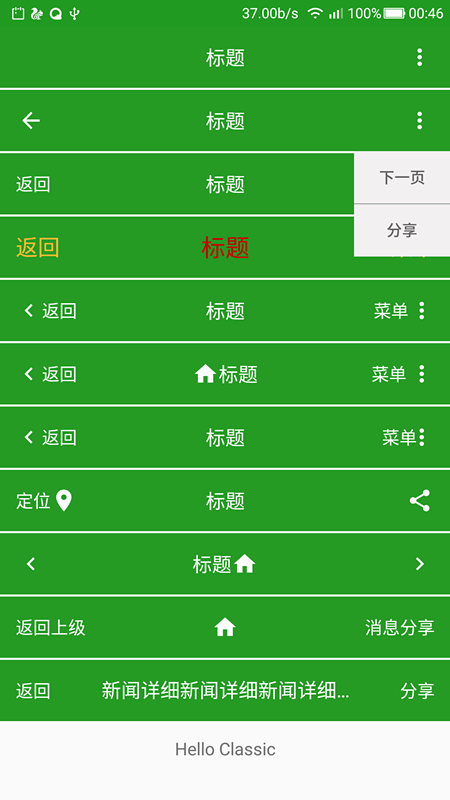 37.00b/s 100% 00:46
标题
标题
返回 标题 下一页
返回 标题 分享
返回 标题 菜单
返回 标题 菜单
返回 标题 菜单
定位 标题
标题
返回上级 消息分享
返回 新闻详细新闻详细新闻详细... 分享
Hello Classic